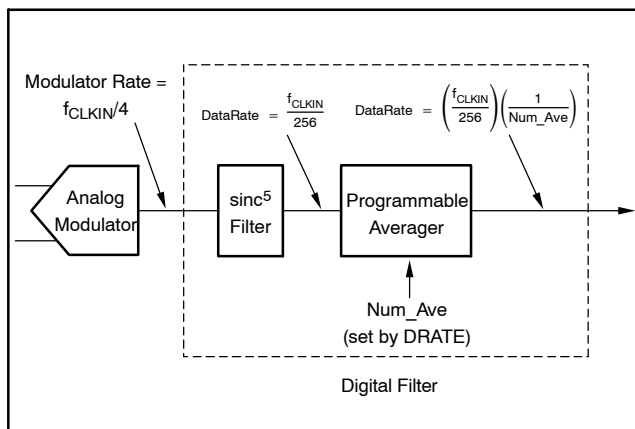 Modulator Rate =
fCLKIN/4
DataRate = fCLKIN/256
DataRate = (fCLKIN/256)(1/Num_Ave)
Analog
Modulator
sinc⁵
Filter
Programmable
Averager
Num_Ave
(set by DRATE)
Digital Filter